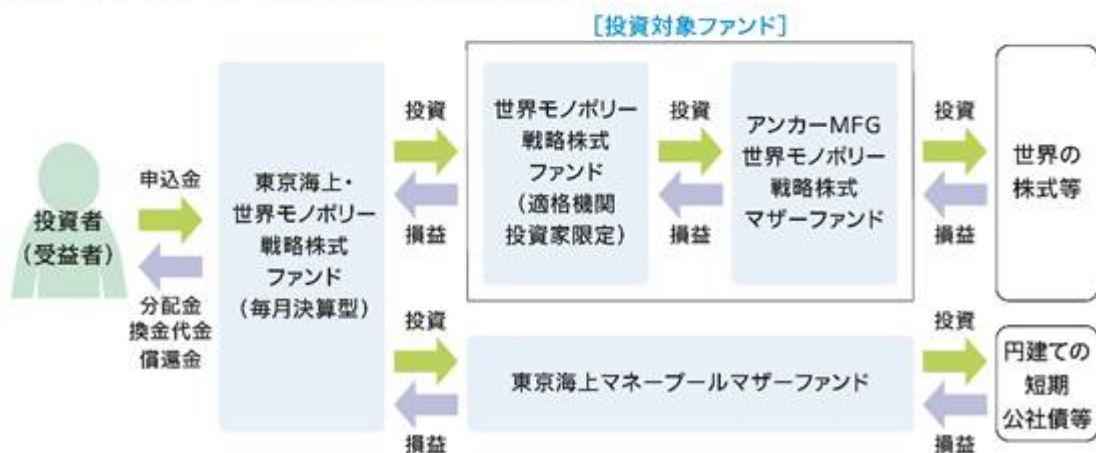 [投資対象ファンド]
投資者
(受益者)
申込金
分配金
換金代金
償還金
東京海上・
世界モノポリー
戦略株式
ファンド
(毎月決算型)
投資
損益
世界モノポリー
戦略株式
ファンド
(適格機関
投資家限定)
投資
損益
アンカーMFG
世界モノポリー
戦略株式
マザーファンド
投資
損益
世界の
株式等
投資
損益
東京海上マネープールマザーファンド
投資
損益
円建ての
短期
公社債等